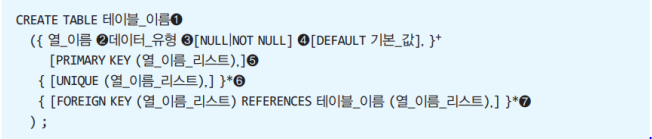 CREATE TABLE 테이블_이름❶
({ 열_이름 ❷데이터_유형 ❸[NULL|NOT NULL] ❹[DEFAULT 기본_값], }+
[PRIMARY KEY (열_이름_리스트),]❺
{ [UNIQUE (열_이름_리스트),] }*❻
{ [FOREIGN KEY (열_이름_리스트) REFERENCES 테이블_이름 (열_이름_리스트),] }*❼
) ;